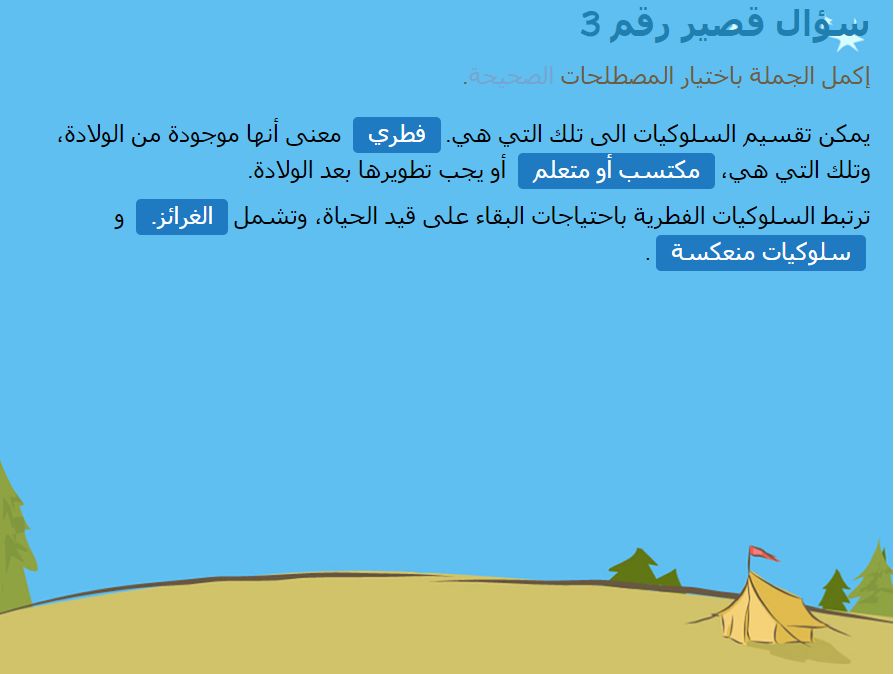 سؤال قصير رقم 3
إكمل الجملة باختيار المصطلحات الصحيحة.
يمكن تقسيم السلوكيات الى تلك التي هي. فطري معنى أنها موجودة من الولادة،
وتلك التي هي، مكتسب أو متعلم أو يجب تطويرها بعد الولادة.
ترتبط السلوكيات الفطرية باحتياجات البقاء على قيد الحياة، وتشمل الغرائز. و
سلوكيات منعكسة .